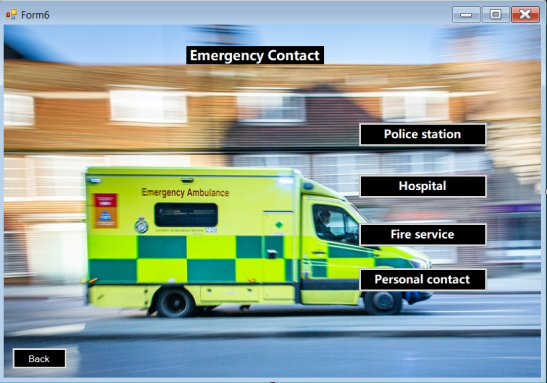 Form6
Emergency Contact
Police station
Hospital
Emergency Ambulance
Fire service
Personal contact
Back